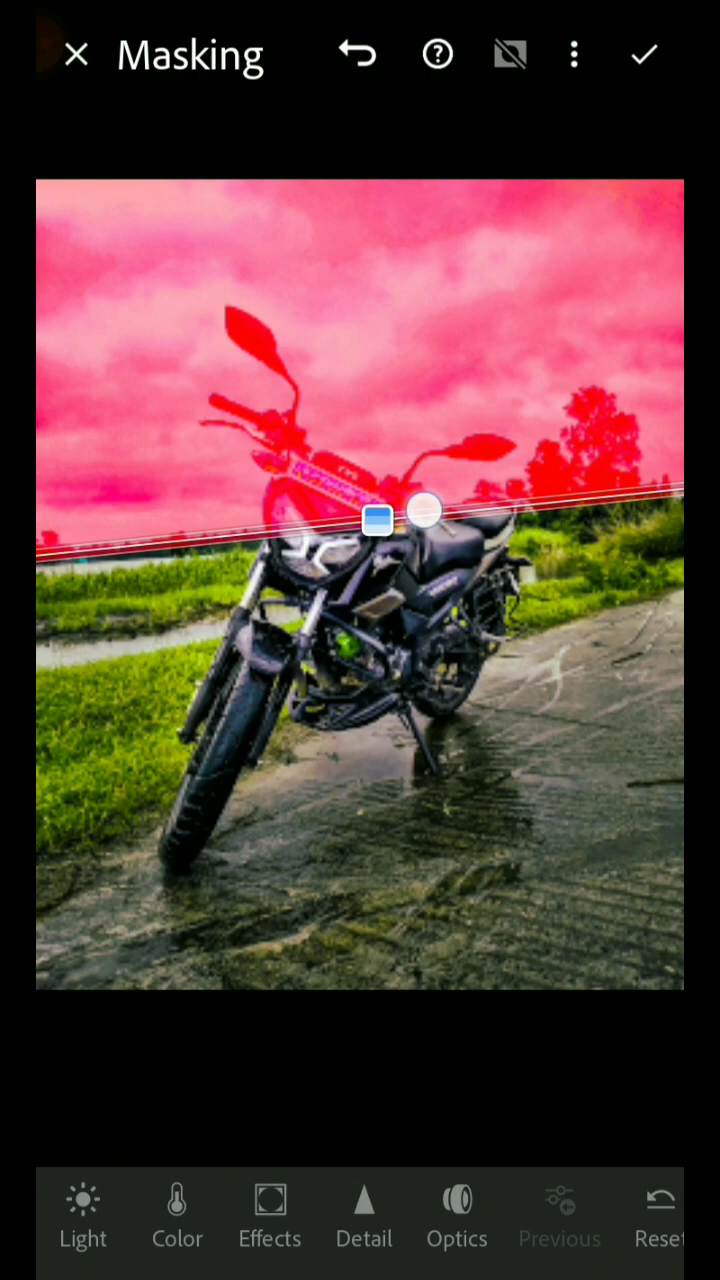 Masking
Light
Color
Effects
Detail
Optics
Previous
Reset